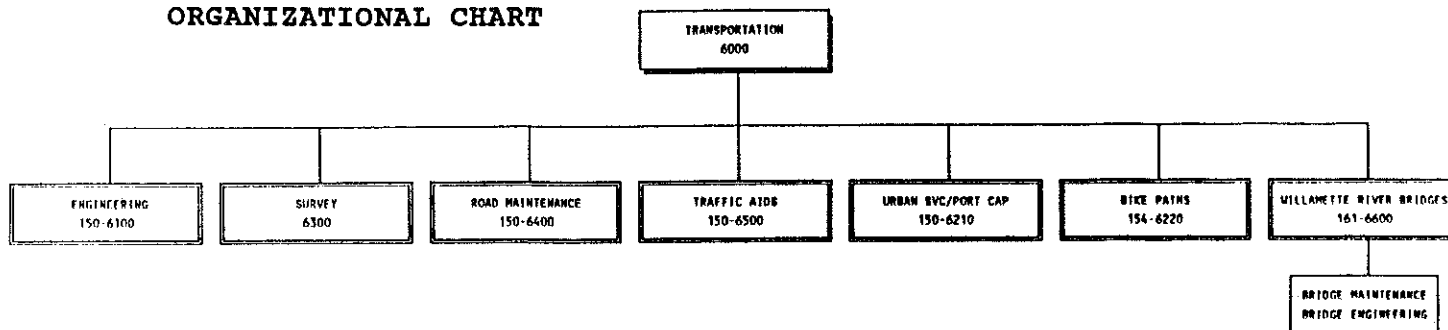 ORGANIZATIONAL CHART
TRANSPORTATION
6000
ENGINEERING
150-6100
SURVEY
6300
ROAD MAINTENANCE
150-6400
TRAFFIC AIDS
150-6500
URBAN SVC/PORT CAP
150-6210
BIKE PATHS
154-6220
WILLAMETTE RIVER BRIDGES
161-6600
BRIDGE MAINTENANCE
BRIDGE ENGINEERING